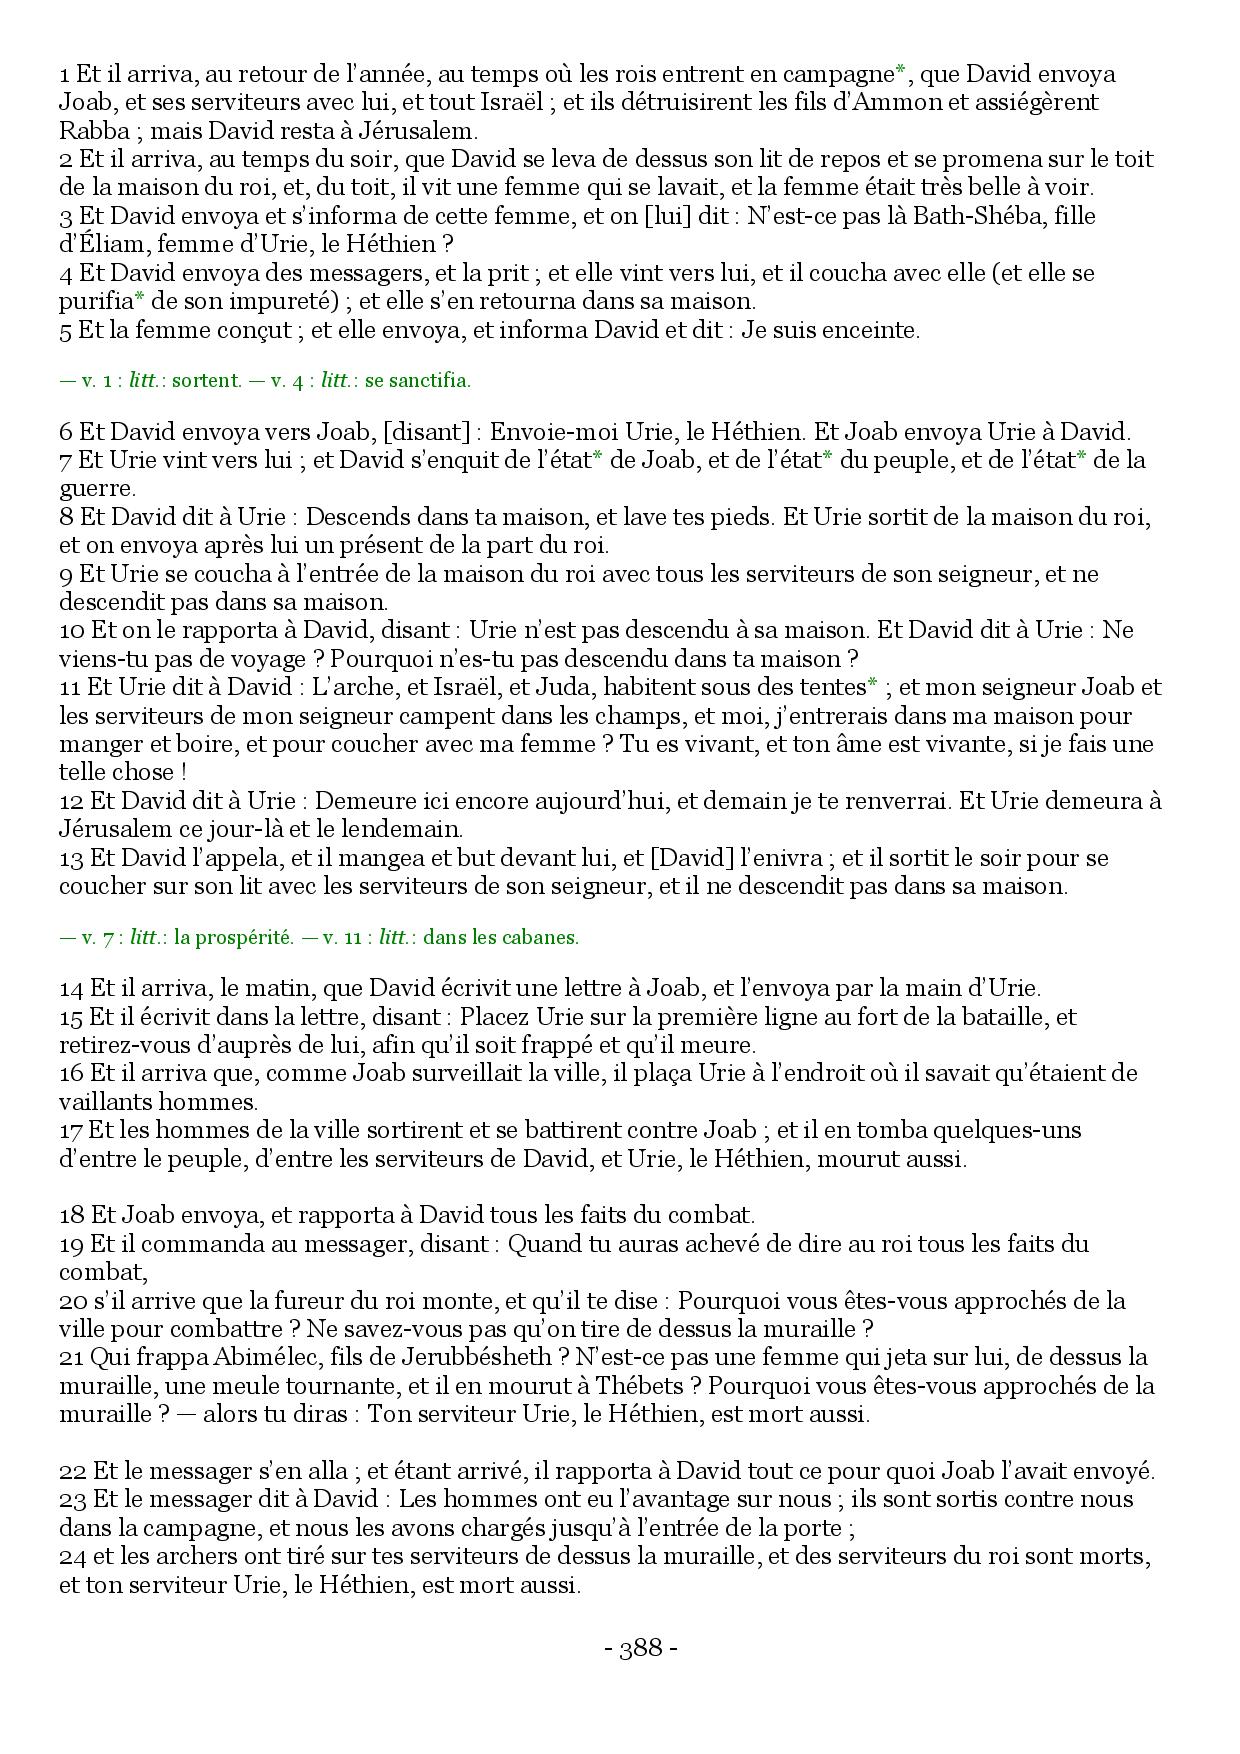 1 Et il arriva, au retour de l’année, au temps où les rois entrent en campagne*, que David envoya
Joab, et ses serviteurs avec lui, et tout Israël ; et ils détruisirent les fils d’Ammon et assiégèrent
Rabba ; mais David resta à Jérusalem.
2 Et il arriva, au temps du soir, que David se leva de dessus son lit de repos et se promena sur le toit
de la maison du roi, et, du toit, il vit une femme qui se lavait, et la femme était très belle à voir.
3 Et David envoya et s’informa de cette femme, et on [lui] dit : N’est-ce pas là Bath-Shéba, fille
d’Éliam, femme d’Urie, le Héthien ?
4 Et David envoya des messagers, et la prit ; et elle vint vers lui, et il coucha avec elle (et elle se
purifia* de son impureté) ; et elle s’en retourna dans sa maison.
5 Et la femme conçut ; et elle envoya, et informa David et dit : Je suis enceinte.
— v. 1 : litt.: sortent. — v. 4 : litt.: se sanctifia.
6 Et David envoya vers Joab, [disant] : Envoie-moi Urie, le Héthien. Et Joab envoya Urie à David.
7 Et Urie vint vers lui ; et David s’enquit de l’état* de Joab, et de l’état* du peuple, et de l’état* de la
guerre.
8 Et David dit à Urie : Descends dans ta maison, et lave tes pieds. Et Urie sortit de la maison du roi,
et on envoya après lui un présent de la part du roi.
9 Et Urie se coucha à l’entrée de la maison du roi avec tous les serviteurs de son seigneur, et ne
descendit pas dans sa maison.
10 Et on le rapporta à David, disant : Urie n’est pas descendu à sa maison. Et David dit à Urie : Ne
viens-tu pas de voyage ? Pourquoi n’es-tu pas descendu dans ta maison ?
11 Et Urie dit à David : L’arche, et Israël, et Juda, habitent sous des tentes* ; et mon seigneur Joab et
les serviteurs de mon seigneur campent dans les champs, et moi, j’entrerais dans ma maison pour
manger et boire, et pour coucher avec ma femme ? Tu es vivant, et ton âme est vivante, si je fais une
telle chose !
12 Et David dit à Urie : Demeure ici encore aujourd’hui, et demain je te renverrai. Et Urie demeura à
Jérusalem ce jour-là et le lendemain.
13 Et David l’appela, et il mangea et but devant lui, et [David] l’enivra ; et il sortit le soir pour se
coucher sur son lit avec les serviteurs de son seigneur, et il ne descendit pas dans sa maison.
— v. 7 : litt.: la prospérité. — v. 11 : litt.: dans les cabanes.
14 Et il arriva, le matin, que David écrivit une lettre à Joab, et l’envoya par la main d’Urie.
15 Et il écrivit dans la lettre, disant : Placez Urie sur la première ligne au fort de la bataille, et
retirez-vous d’auprès de lui, afin qu’il soit frappé et qu’il meure.
16 Et il arriva que, comme Joab surveillait la ville, il plaça Urie à l’endroit où il savait qu’étaient de
vaillants hommes.
17 Et les hommes de la ville sortirent et se battirent contre Joab ; et il en tomba quelques-uns
d’entre le peuple, d’entre les serviteurs de David, et Urie, le Héthien, mourut aussi.
18 Et Joab envoya, et rapporta à David tous les faits du combat.
19 Et il commanda au messager, disant : Quand tu auras achevé de dire au roi tous les faits du
combat,
20 s’il arrive que la fureur du roi monte, et qu’il te dise : Pourquoi vous êtes-vous approchés de la
ville pour combattre ? Ne savez-vous pas qu’on tire de dessus la muraille ?
21 Qui frappa Abimélec, fils de Jerubbésheth ? N’est-ce pas une femme qui jeta sur lui, de dessus la
muraille, une meule tournante, et il en mourut à Thébets ? Pourquoi vous êtes-vous approchés de la
muraille ? — alors tu diras : Ton serviteur Urie, le Héthien, est mort aussi.
22 Et le messager s’en alla ; et étant arrivé, il rapporta à David tout ce pour quoi Joab l’avait envoyé.
23 Et le messager dit à David : Les hommes ont eu l’avantage sur nous ; ils sont sortis contre nous
dans la campagne, et nous les avons chargés jusqu’à l’entrée de la porte ;
24 et les archers ont tiré sur tes serviteurs de dessus la muraille, et des serviteurs du roi sont morts,
et ton serviteur Urie, le Héthien, est mort aussi.
- 388 -